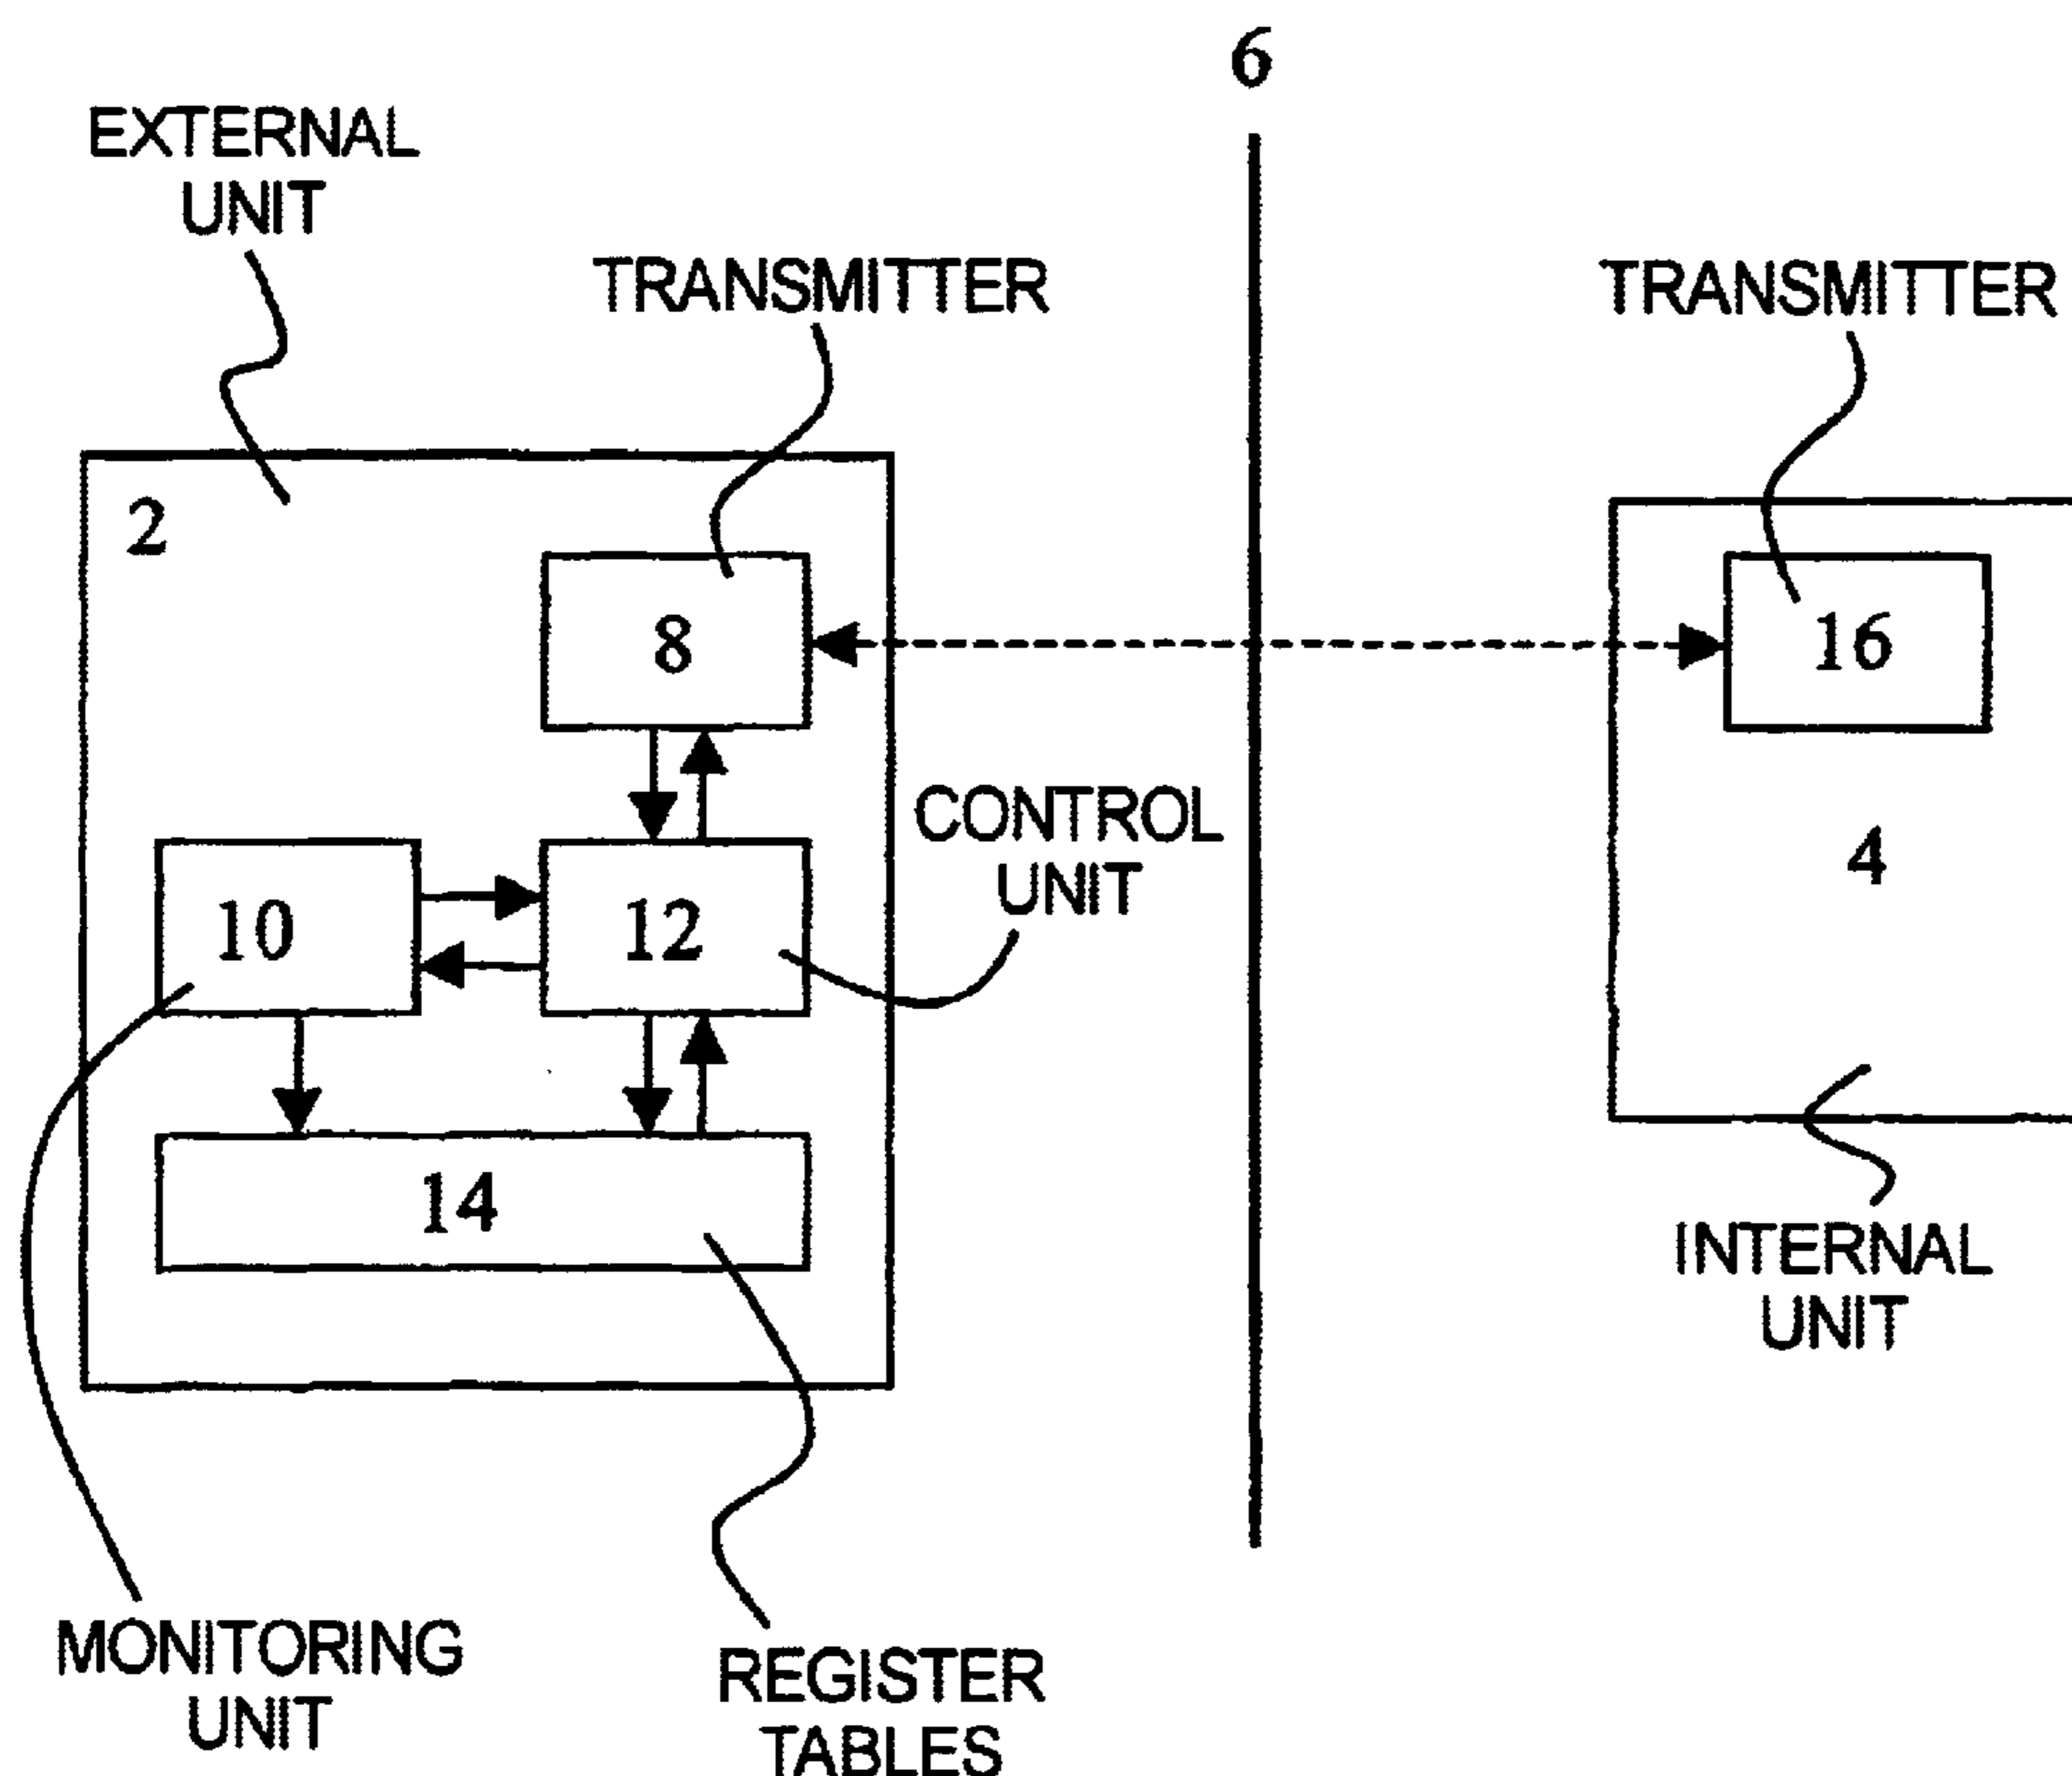 6
EXTERNAL
UNIT
TRANSMITTER
TRANSMITTER
2
8
16
CONTROL
UNIT
4
10
12
14
INTERNAL
UNIT
MONITORING
UNIT
REGISTER
TABLES